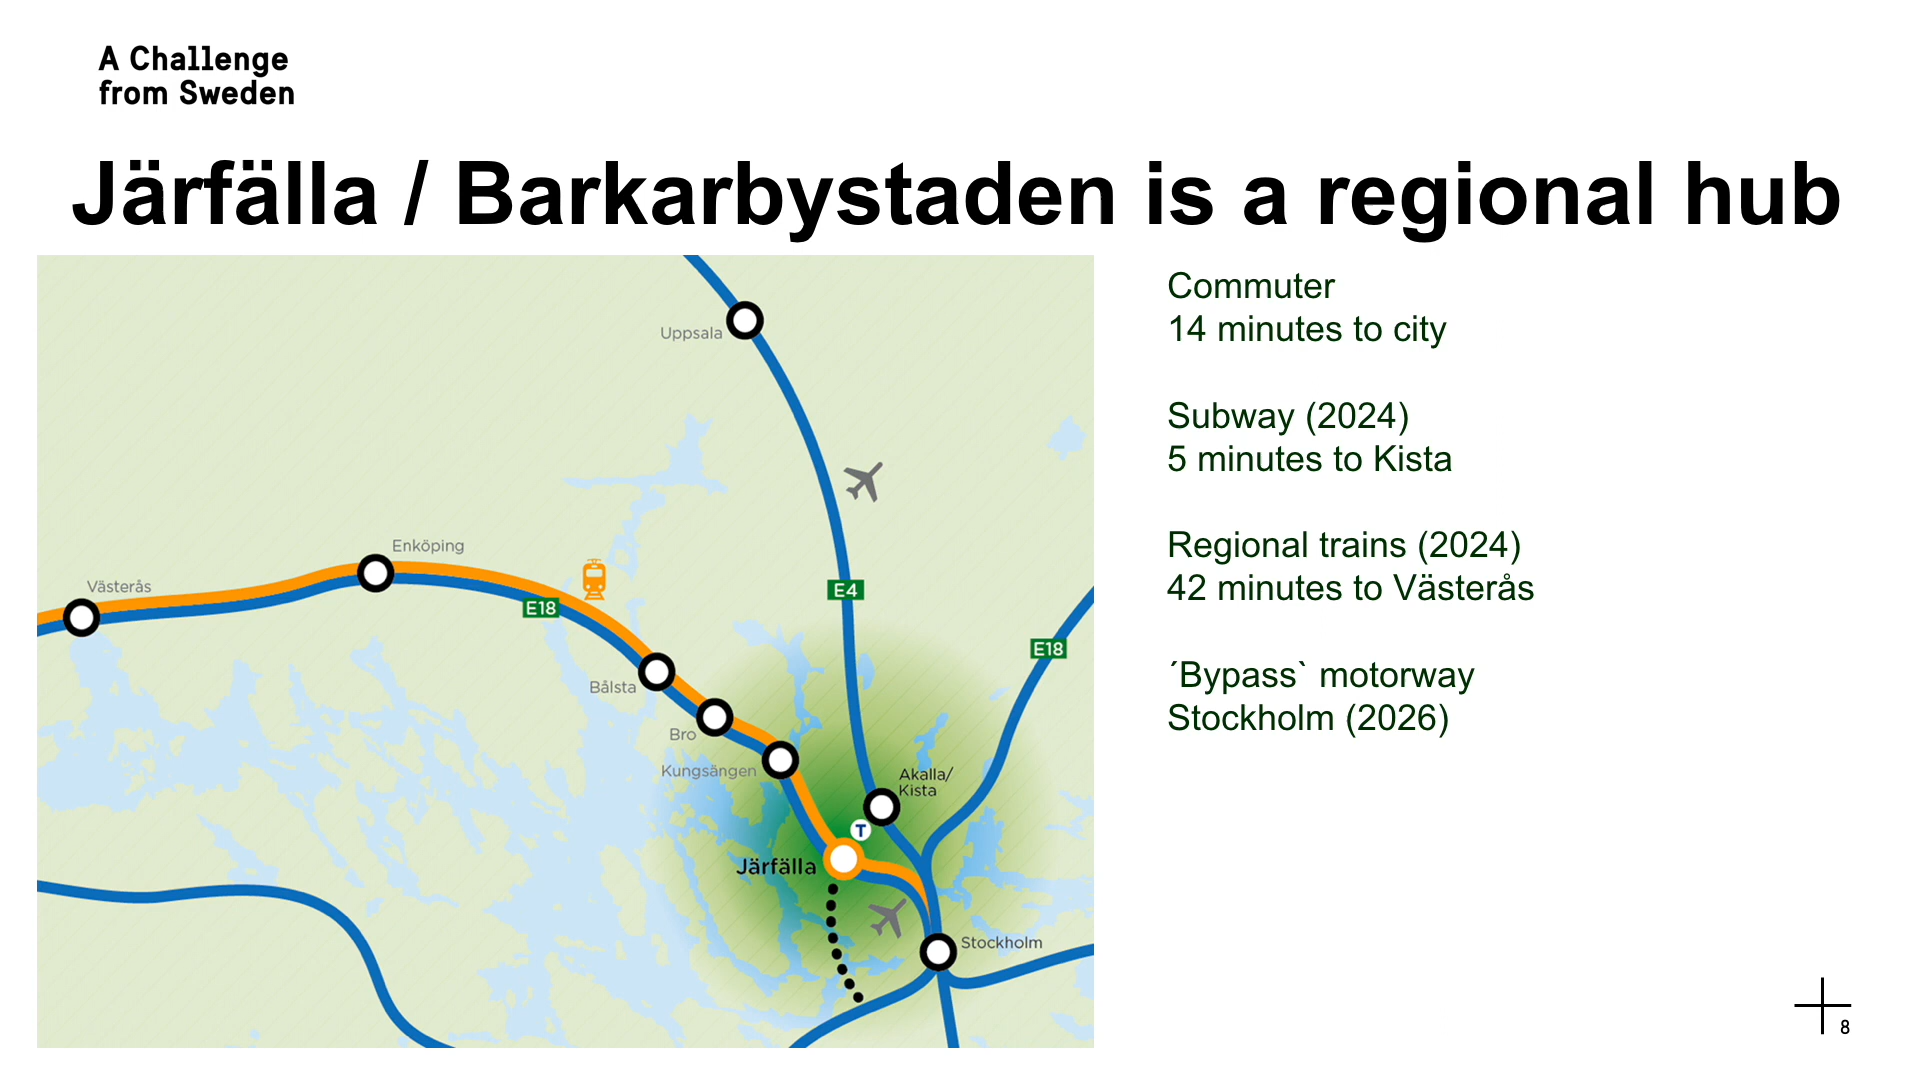 A Challenge
from Sweden
Järfälla / Barkarbystaden is a regional hub
Uppsala
Enköping
Västerås
E18
E4
E18
Bålsta
Bro
Kungsängen
Akalla/
Kista
T
Järfälla
Stockholm
Commuter
14 minutes to city
Subway (2024)
5 minutes to Kista
Regional trains (2024)
42 minutes to Västerås
´Bypass` motorway
Stockholm (2026)
8